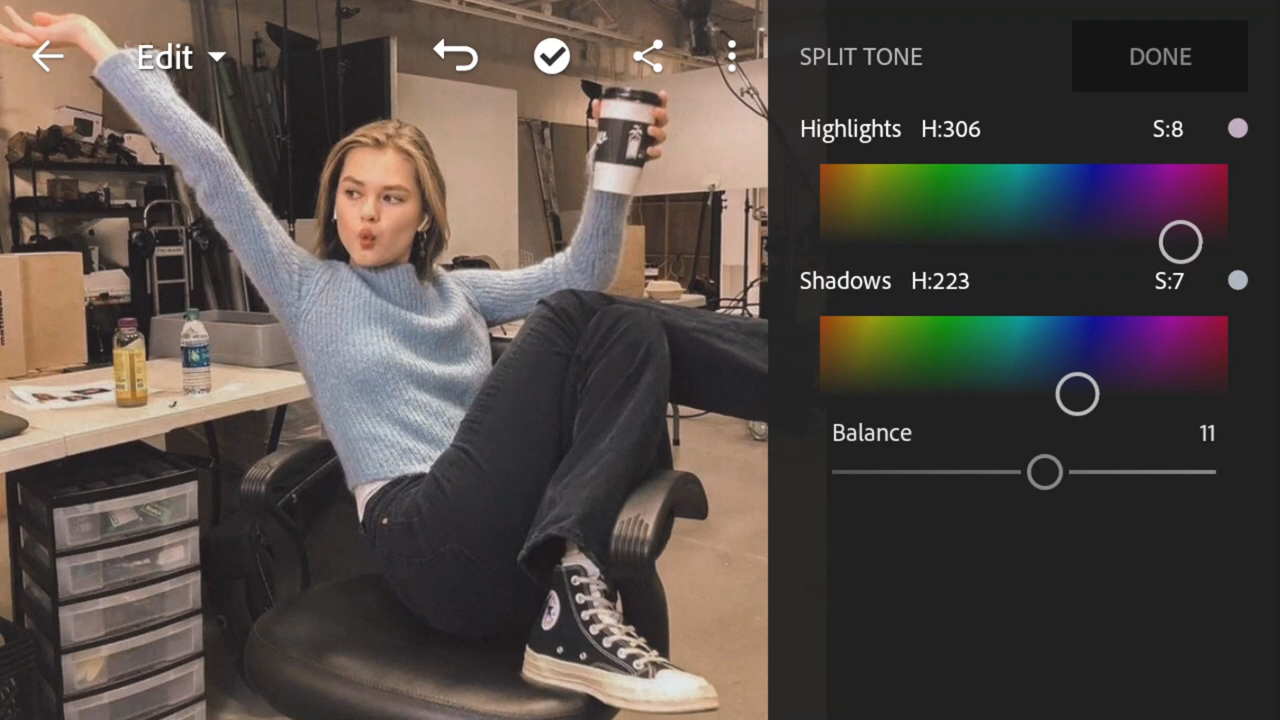 Edit
SPLIT TONE
DONE
Highlights H:306 S:8
Shadows H:223 S:7
Balance 11